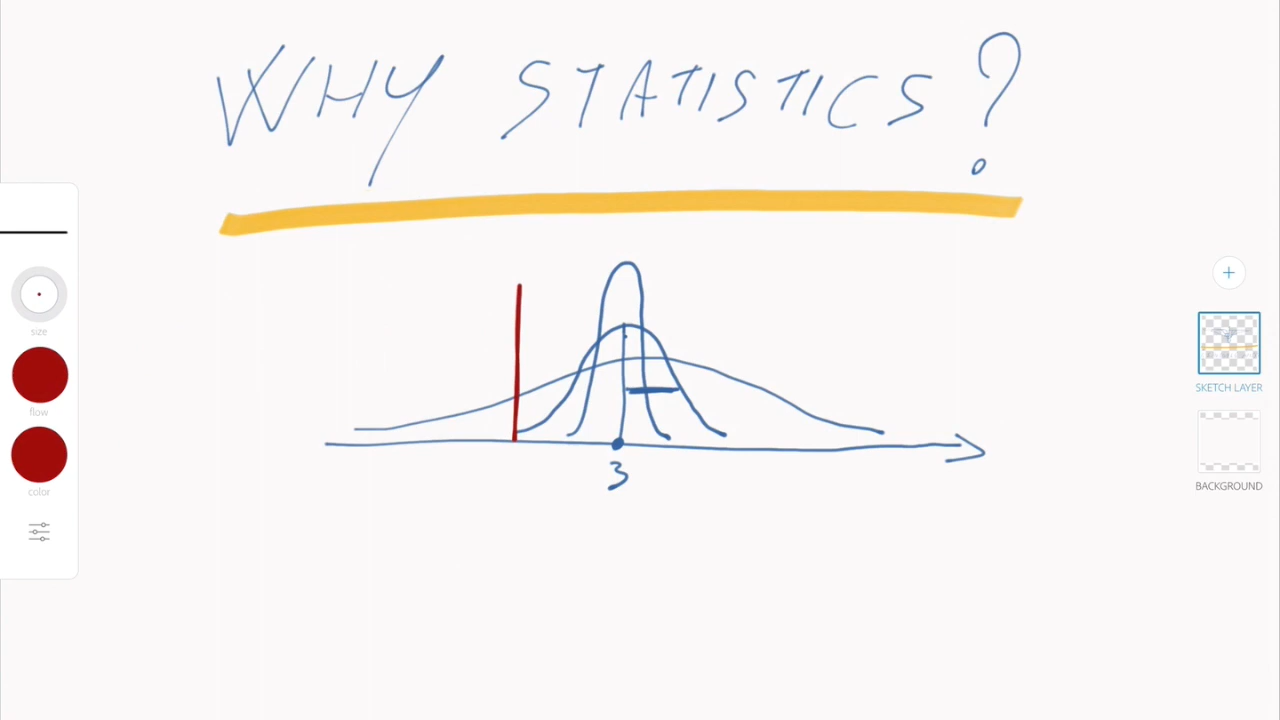 WHY STATISTICS?
size
flow
color
3
+
SKETCH LAYER
BACKGROUND